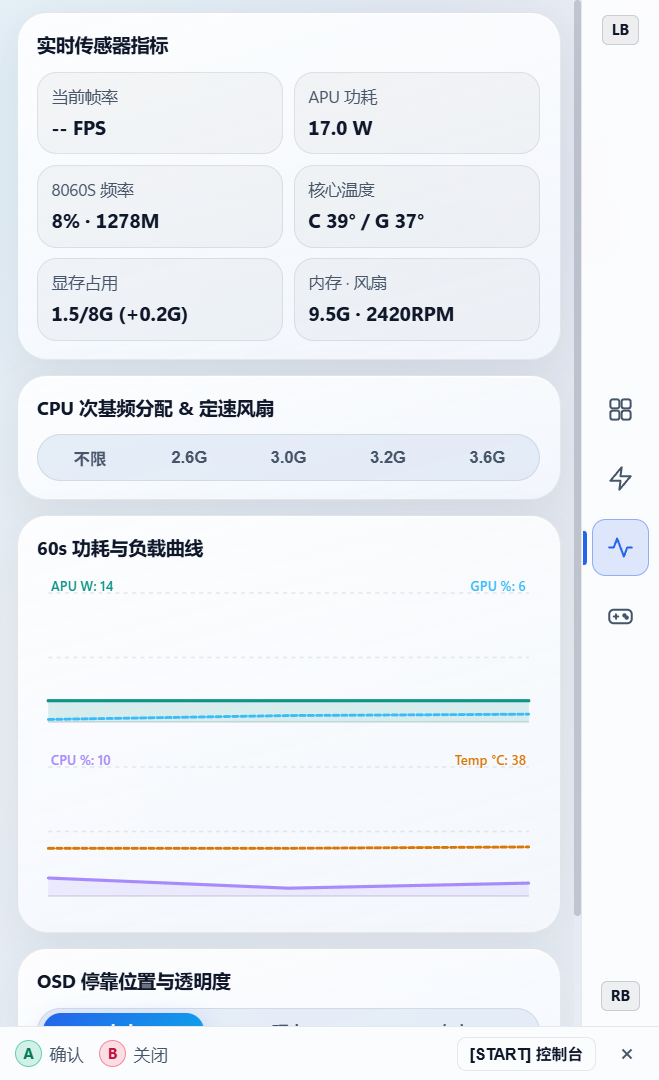 LB
实时传感器指标
当前帧率
-- FPS
APU 功耗
17.0 W
8060S 频率
8% · 1278M
核心温度
C 39° / G 37°
显存占用
1.5/8G (+0.2G)
内存 · 风扇
9.5G · 2420RPM
CPU 次基频分配 & 定速风扇
不限 2.6G 3.0G 3.2G 3.6G
60s 功耗与负载曲线
APU W: 14 GPU %: 6
CPU %: 10 Temp °C: 38
OSD 停靠位置与透明度
RB
A 确认 B 关闭 [START] 控制台 ×